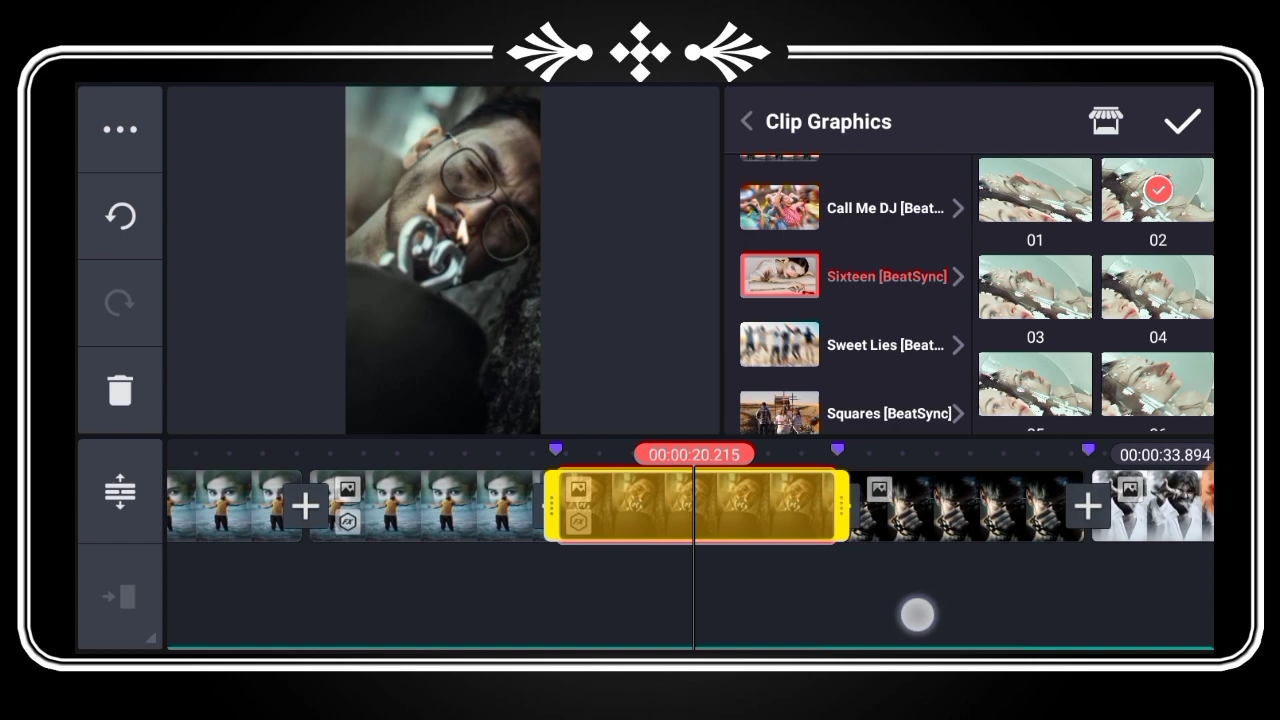 Clip Graphics
Call Me DJ [Beat...
Sixteen [BeatSync]
Sweet Lies [Beat...
Squares [BeatSync]
01
02
03
04
00:00:20.215
00:00:33.894